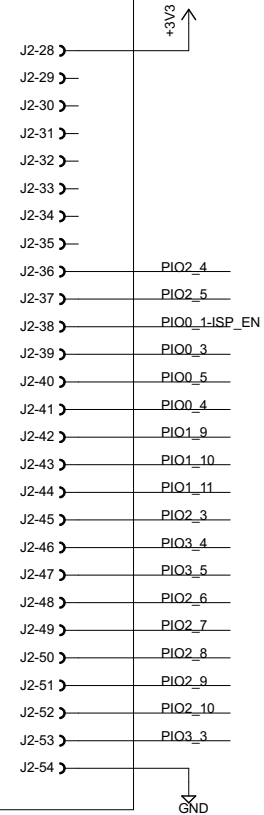 +3V3
J2-28
J2-29
J2-30
J2-31
J2-32
J2-33
J2-34
J2-35
J2-36 PIO2_4
J2-37 PIO2_5
J2-38 PIO0_1-ISP_EN
J2-39 PIO0_3
J2-40 PIO0_5
J2-41 PIO0_4
J2-42 PIO1_9
J2-43 PIO1_10
J2-44 PIO1_11
J2-45 PIO2_3
J2-46 PIO3_4
J2-47 PIO3_5
J2-48 PIO2_6
J2-49 PIO2_7
J2-50 PIO2_8
J2-51 PIO2_9
J2-52 PIO2_10
J2-53 PIO3_3
J2-54
GND